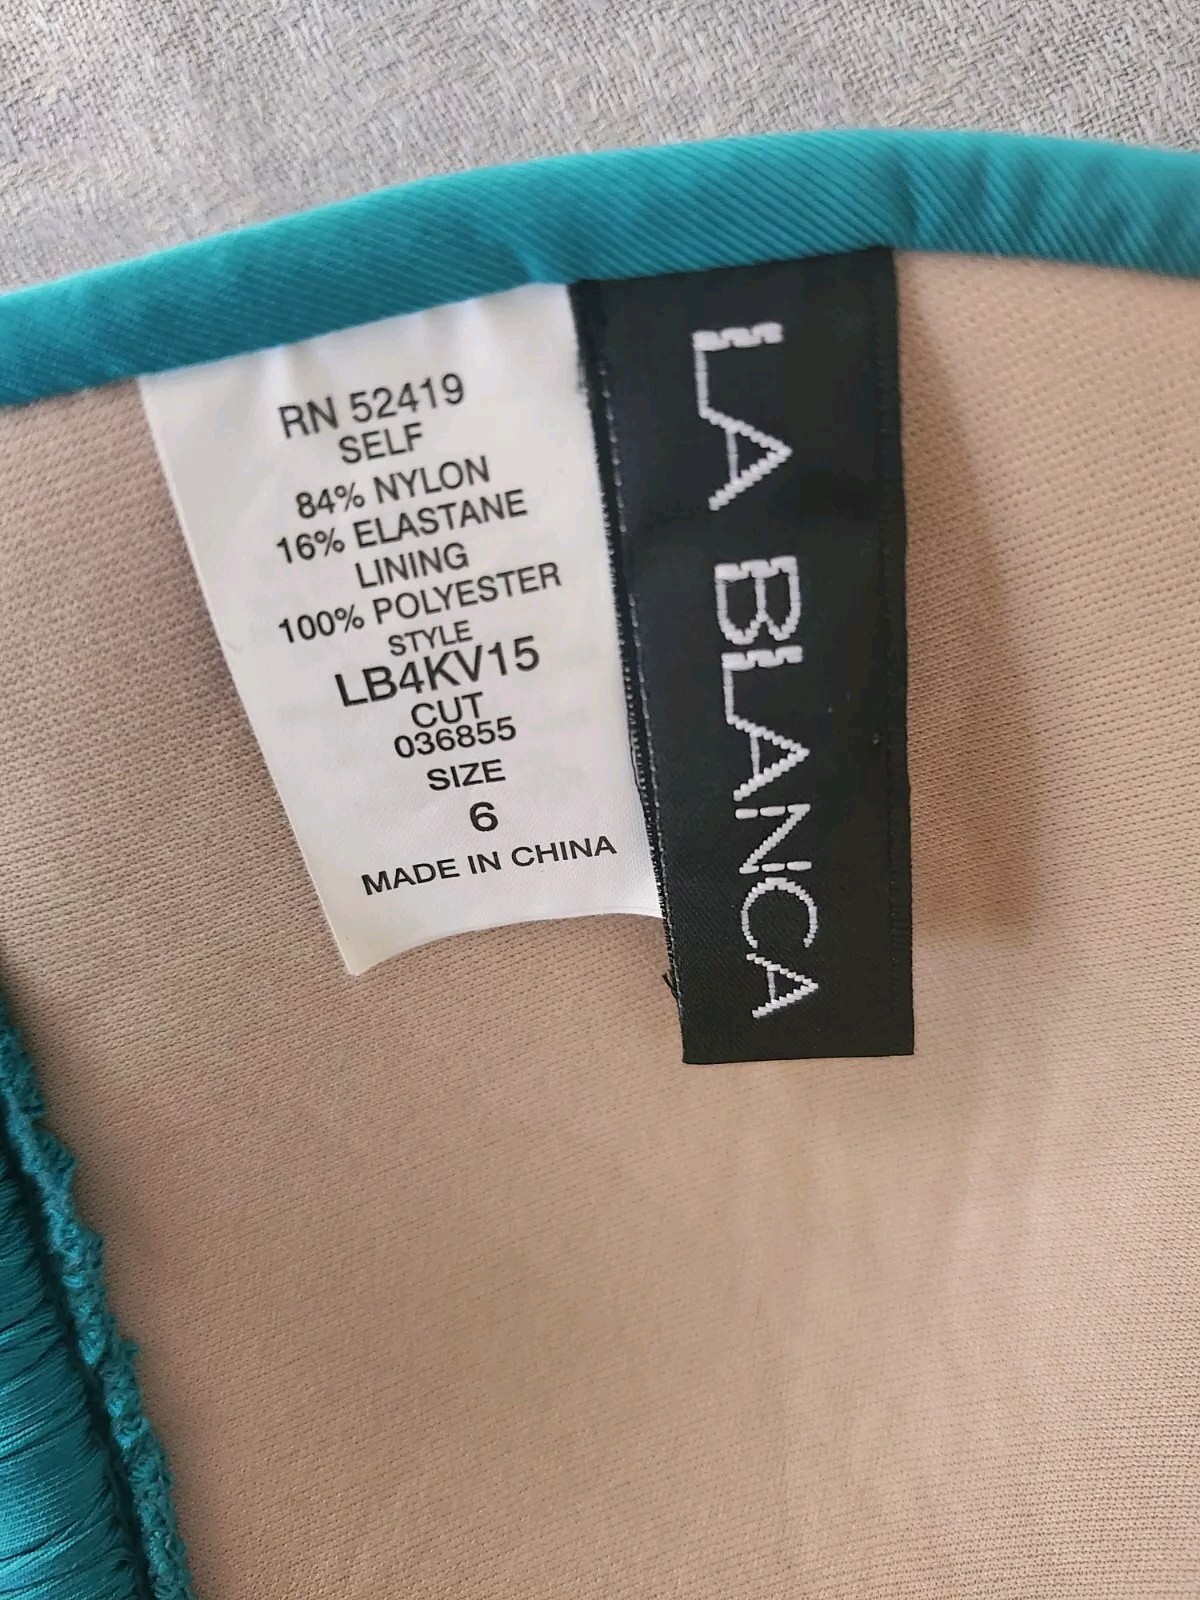 RN 52419
SELF
84% NYLON
16% ELASTANE
LINING
100% POLYESTER
STYLE
LB4KV15
CUT
036855
SIZE
6
MADE IN CHINA
LA BLANCA